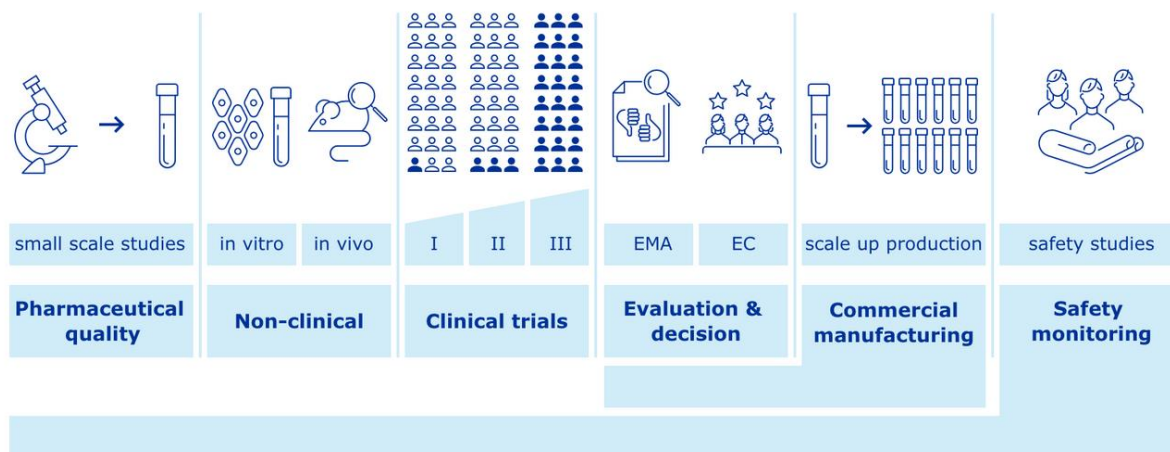 small scale studies
in vitro
in vivo
I
II
III
EMA
EC
scale up production
safety studies
Pharmaceutical
quality
Non-clinical
Clinical trials
Evaluation &
decision
Commercial
manufacturing
Safety
monitoring